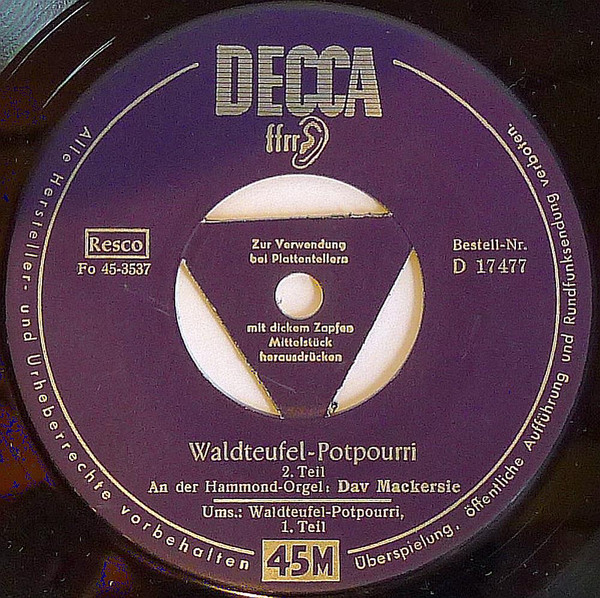 DECCA
ffrr
Zur Verwendung
bei Plattentellern
Resco
Fo 45-3537
Bestell-Nr.
D 17477
mit dickem Zapfen
Mittelstück
herausdrücken
Waldteufel-Potpourri
2. Teil
An der Hammond-Orgel: Dav Mackersie
Ums.: Waldteufel-Potpourri,
1. Teil
45M
Alle Hersteller- und Urheberrechte vorbehalten
Überspielung, öffentliche Aufführung und Rundfunksendung verboten.